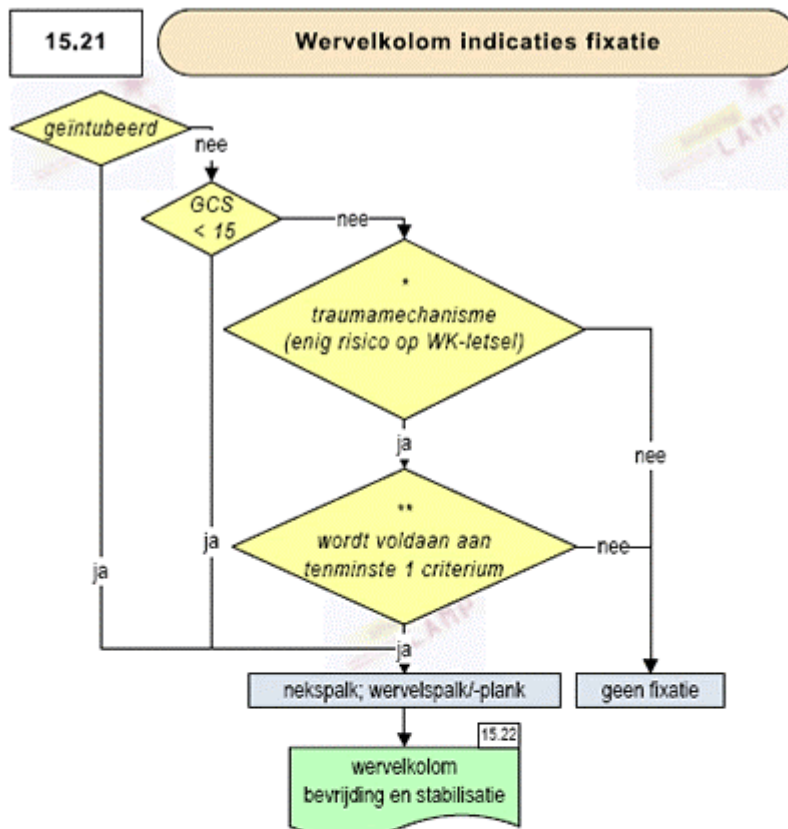 15.21
Wervelkolom indicaties fixatie
geïntubeerd
nee
GCS
< 15
nee
*
traumamechanisme
(enig risico op WK-letsel)
ja
nee
**
wordt voldaan aan
tenminste 1 criterium
nee
ja
ja
ja
nekspalk; wervelspalk/-plank
geen fixatie
15.22
wervelkolom
bevrijding en stabilisatie
LAMP
LAMP